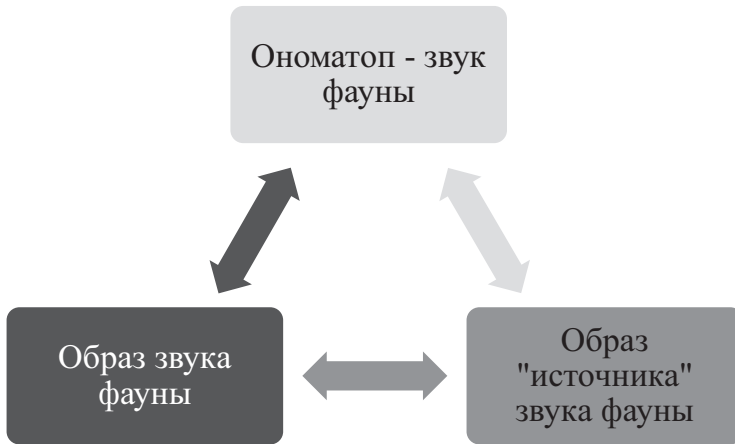 Ономатоп - звук
фауны
Образ звука
фауны
Образ
"источника"
звука фауны